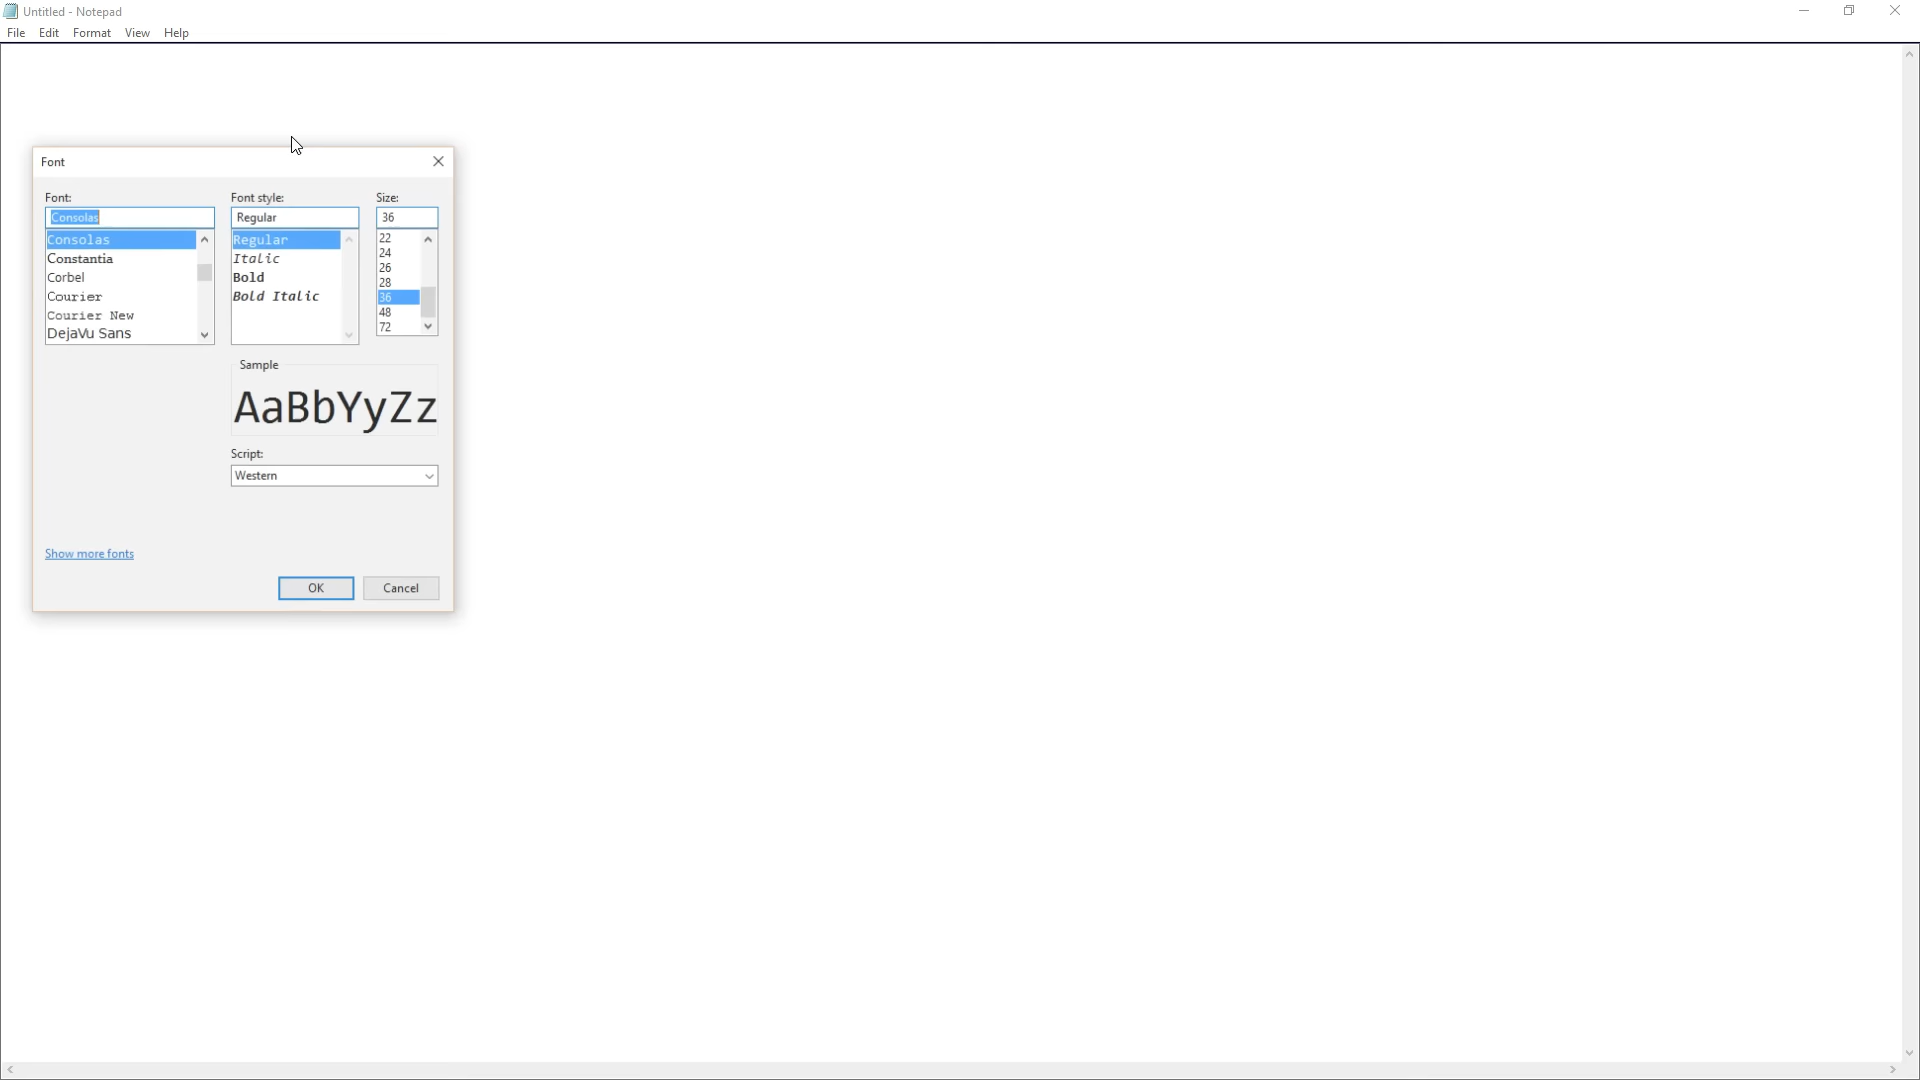 Untitled - Notepad
File Edit Format View Help
Font
Font: Font style: Size:
Consolas Regular 36
Consolas Regular 22
Constantia Italic 24
Corbel Bold 26
Courier Bold Italic 28
Courier New 36
DejaVu Sans 48
72
Sample
AaBbYyZz
Script:
Western
Show more fonts
OK Cancel